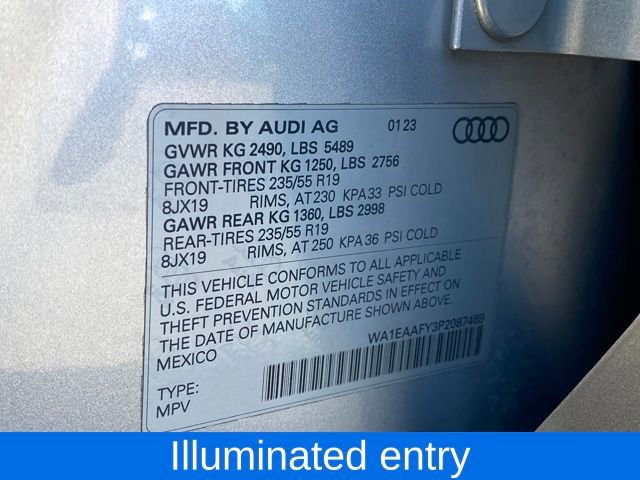 MFD. BY AUDI AG 01 23
GVWR KG 2490, LBS 5489
GAWR FRONT KG 1250, LBS 2756
FRONT-TIRES 235/55 R19
8JX19 RIMS, AT 230 KPA 33 PSI COLD
GAWR REAR KG 1360, LBS 2998
REAR-TIRES 235/55 R19
8JX19 RIMS, AT 250 KPA 36 PSI COLD
THIS VEHICLE CONFORMS TO ALL APPLICABLE
U.S. FEDERAL MOTOR VEHICLE SAFETY AND
THEFT PREVENTION STANDARDS IN EFFECT ON
THE DATE OF MANUFACTURE SHOWN ABOVE.
MEXICO
WA1EAAFY3P2087469
TYPE:
MPV
Illuminated entry